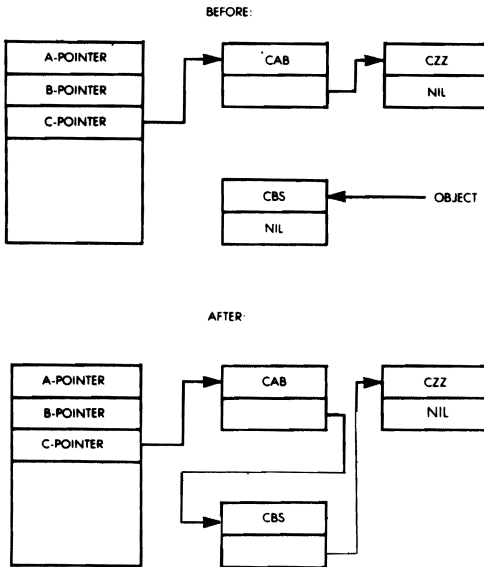 BEFORE:
A-POINTER
B-POINTER
C-POINTER
CAB
CZZ
NIL
CBS
NIL
OBJECT
AFTER:
A-POINTER
B-POINTER
C-POINTER
CAB
CZZ
NIL
CBS